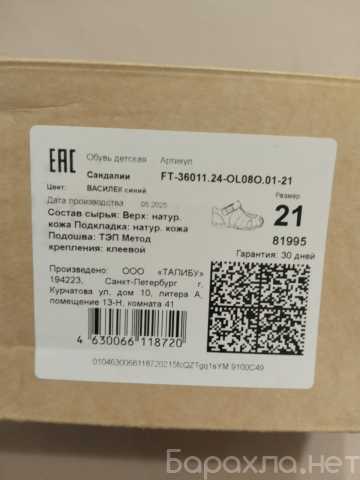 EAC
Обувь детская Артикул
Сандалии FT-36011.24-OL08O.01-21
Цвет: ВАСИЛЕК синий Размер
Дата производства 05.2025 21
Состав сырья: Верх: натур.
кожа Подкладка: натур. кожа 81995
Подошва: ТЭП Метод Гарантия: 30 дней
крепления: клеевой
Произведено: ООО «ТАПИБУ»
194223, Санкт-Петербург г.
Курчатова ул, дом 10, литера А,
помещение 13-Н, комната 41
4 630066 118720
Барахла.нет